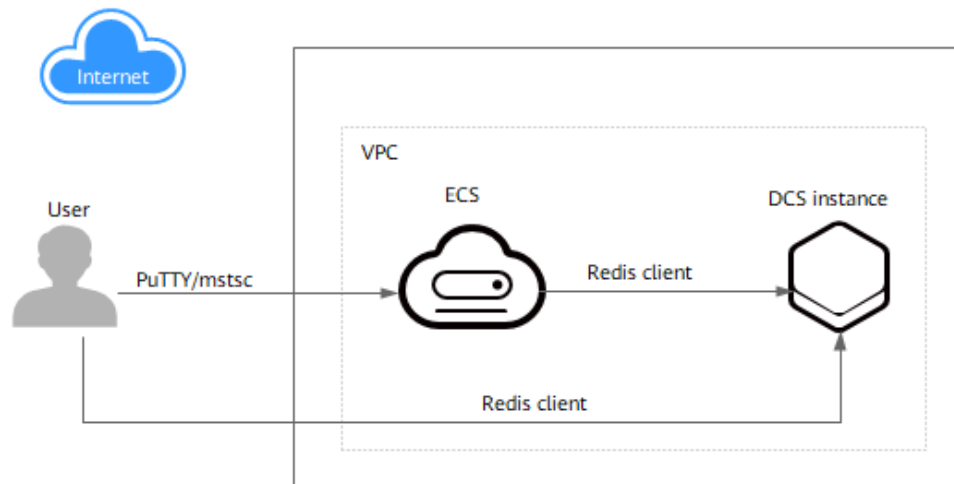 Internet
VPC
ECS
DCS instance
User
PuTTY/mstsc
Redis client
Redis client